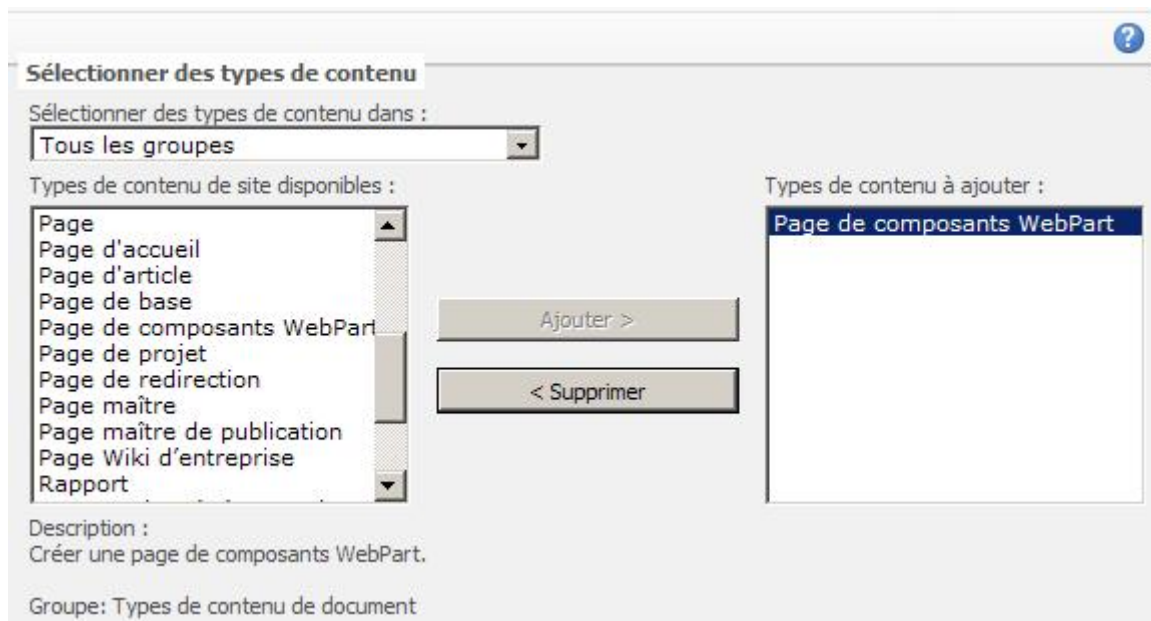 ?
Sélectionner des types de contenu
Sélectionner des types de contenu dans :
Tous les groupes
Types de contenu de site disponibles :
Page
Page d'accueil
Page d'article
Page de base
Page de composants WebPart
Page de projet
Page de redirection
Page maître
Page maître de publication
Page Wiki d’entreprise
Rapport
Ajouter >
< Supprimer
Types de contenu à ajouter :
Page de composants WebPart
Description :
Créer une page de composants WebPart.
Groupe: Types de contenu de document